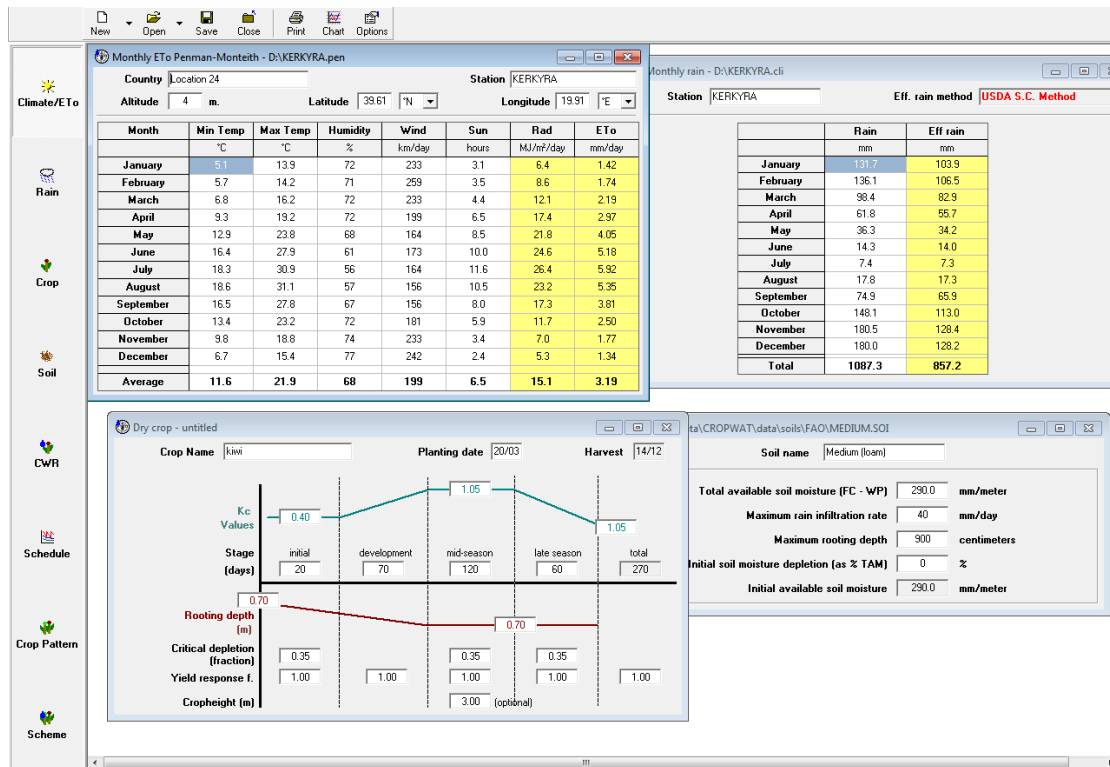 New Open Save Close Print Chart Options
Climate/ETo
Rain
Crop
Soil
CWR
Schedule
Crop Pattern
Scheme
Monthly ETo Penman-Monteith - D:\KERKYRA.pen
Country Location 24 Station KERKYRA
Altitude 4 m. Latitude 39.61 °N Longitude 19.91 °E
Month Min Temp Max Temp Humidity Wind Sun Rad ETo
°C °C % km/day hours MJ/m²/day mm/day
January 5.1 13.9 72 233 3.1 6.4 1.42
February 5.7 14.2 71 259 3.5 8.6 1.74
March 6.8 16.2 72 233 4.4 12.1 2.19
April 9.3 19.2 72 199 6.5 17.4 2.97
May 12.9 23.8 68 164 8.5 21.8 4.05
June 16.4 27.9 61 173 10.0 24.6 5.18
July 18.3 30.9 56 164 11.6 26.4 5.92
August 18.6 31.1 57 156 10.5 23.2 5.35
September 16.5 27.8 67 156 8.0 17.3 3.81
October 13.4 23.2 72 181 5.9 11.7 2.50
November 9.8 18.8 74 233 3.4 7.0 1.77
December 6.7 15.4 77 242 2.4 5.3 1.34
Average 11.6 21.9 68 199 6.5 15.1 3.19
Monthly rain - D:\KERKYRA.cli
Station KERKYRA Eff. rain method USDA S.C. Method
Rain Eff rain
mm mm
January 131.7 103.9
February 136.1 106.5
March 98.4 82.9
April 61.8 55.7
May 36.3 34.2
June 14.3 14.0
July 7.4 7.3
August 17.8 17.3
September 74.9 65.9
October 148.1 113.0
November 180.5 128.4
December 180.0 128.2
Total 1087.3 857.2
Dry crop - untitled
Crop Name kiwi Planting date 20/03 Harvest 14/12
Kc
Values
0.40 1.05 1.05
Stage initial development mid-season late season total
(days) 20 70 120 60 270
0.70
Rooting depth
(m)
0.70
Critical depletion
(fraction)
0.35 0.35 0.35
Yield response f. 1.00 1.00 1.00 1.00 1.00
Cropheight (m) 3.00 (optional)
ta\CROPWAT\data\soils\FAO\MEDIUM.SOI
Soil name Medium (loam)
Total available soil moisture (FC - WP) 290.0 mm/meter
Maximum rain infiltration rate 40 mm/day
Maximum rooting depth 900 centimeters
Initial soil moisture depletion (as % TAM) 0 %
Initial available soil moisture 290.0 mm/meter